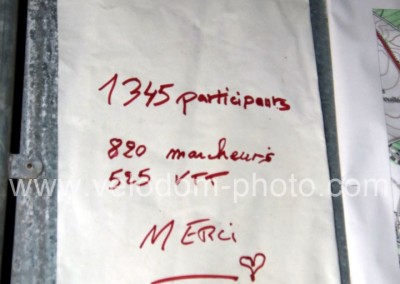 1345 participants
820 marcheurs
525 VTT
www.velodom-photo.com
MERCI